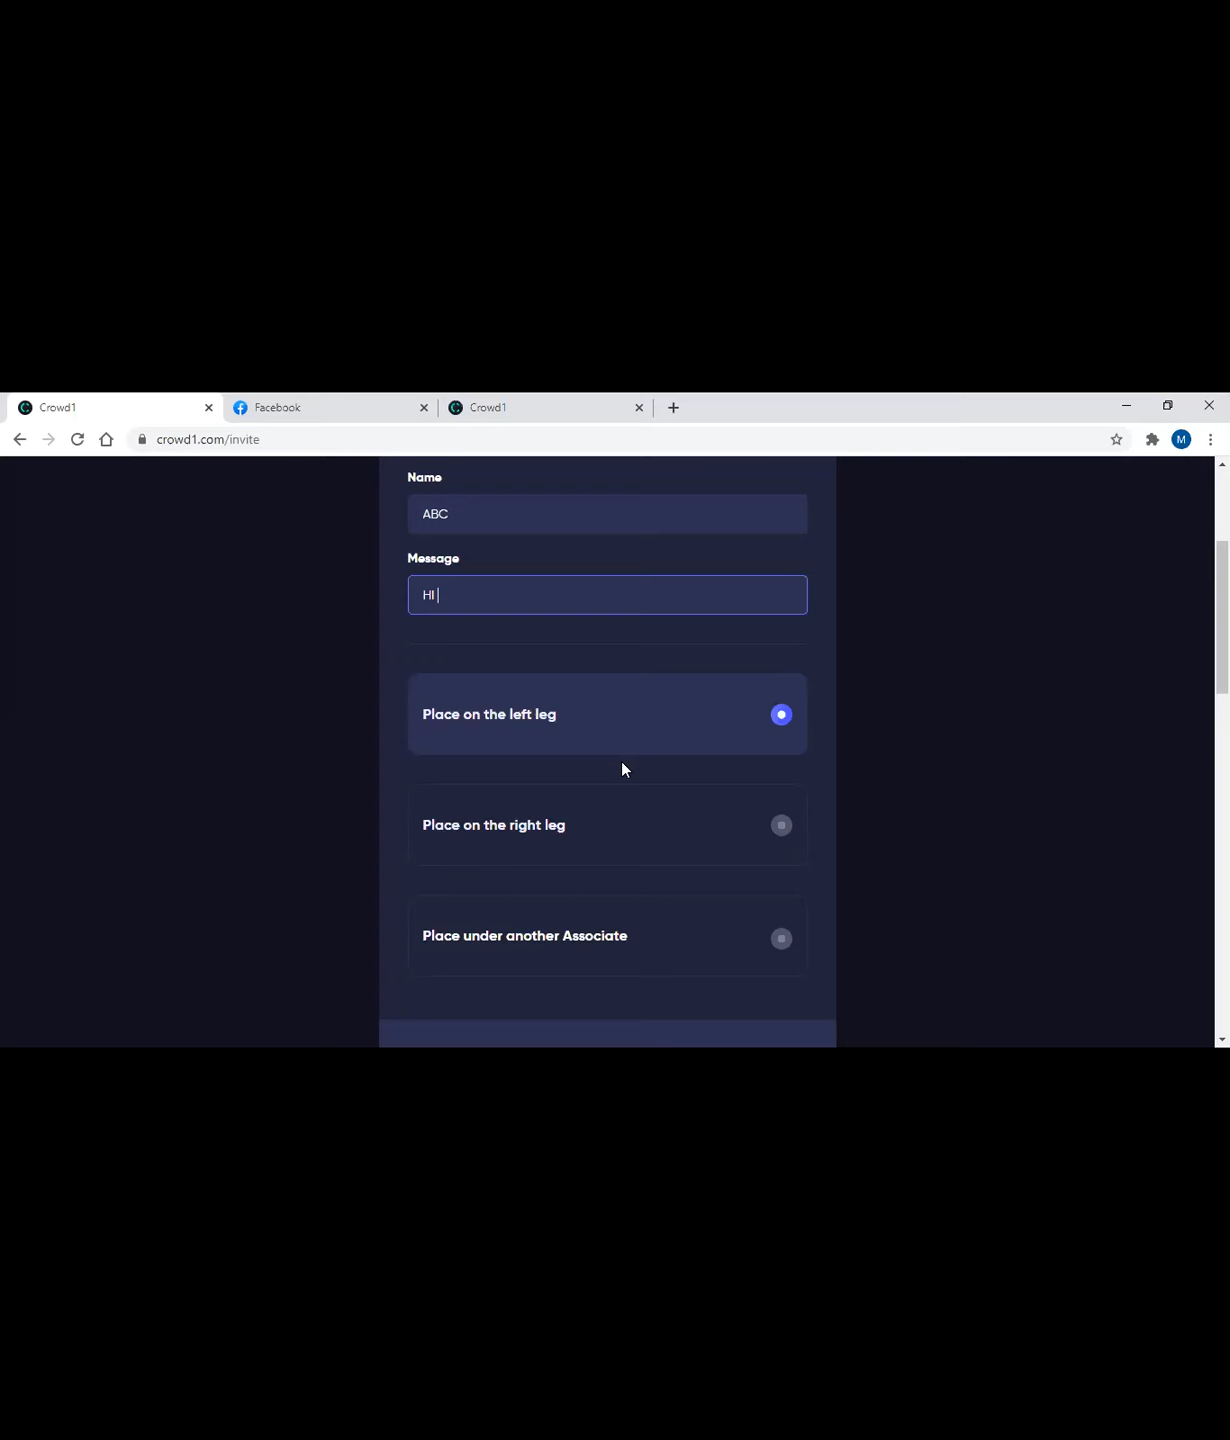 Crowd1
Facebook
Crowd1
crowd1.com/invite
M
Name
ABC
Message
HI
Place on the left leg
Place on the right leg
Place under another Associate